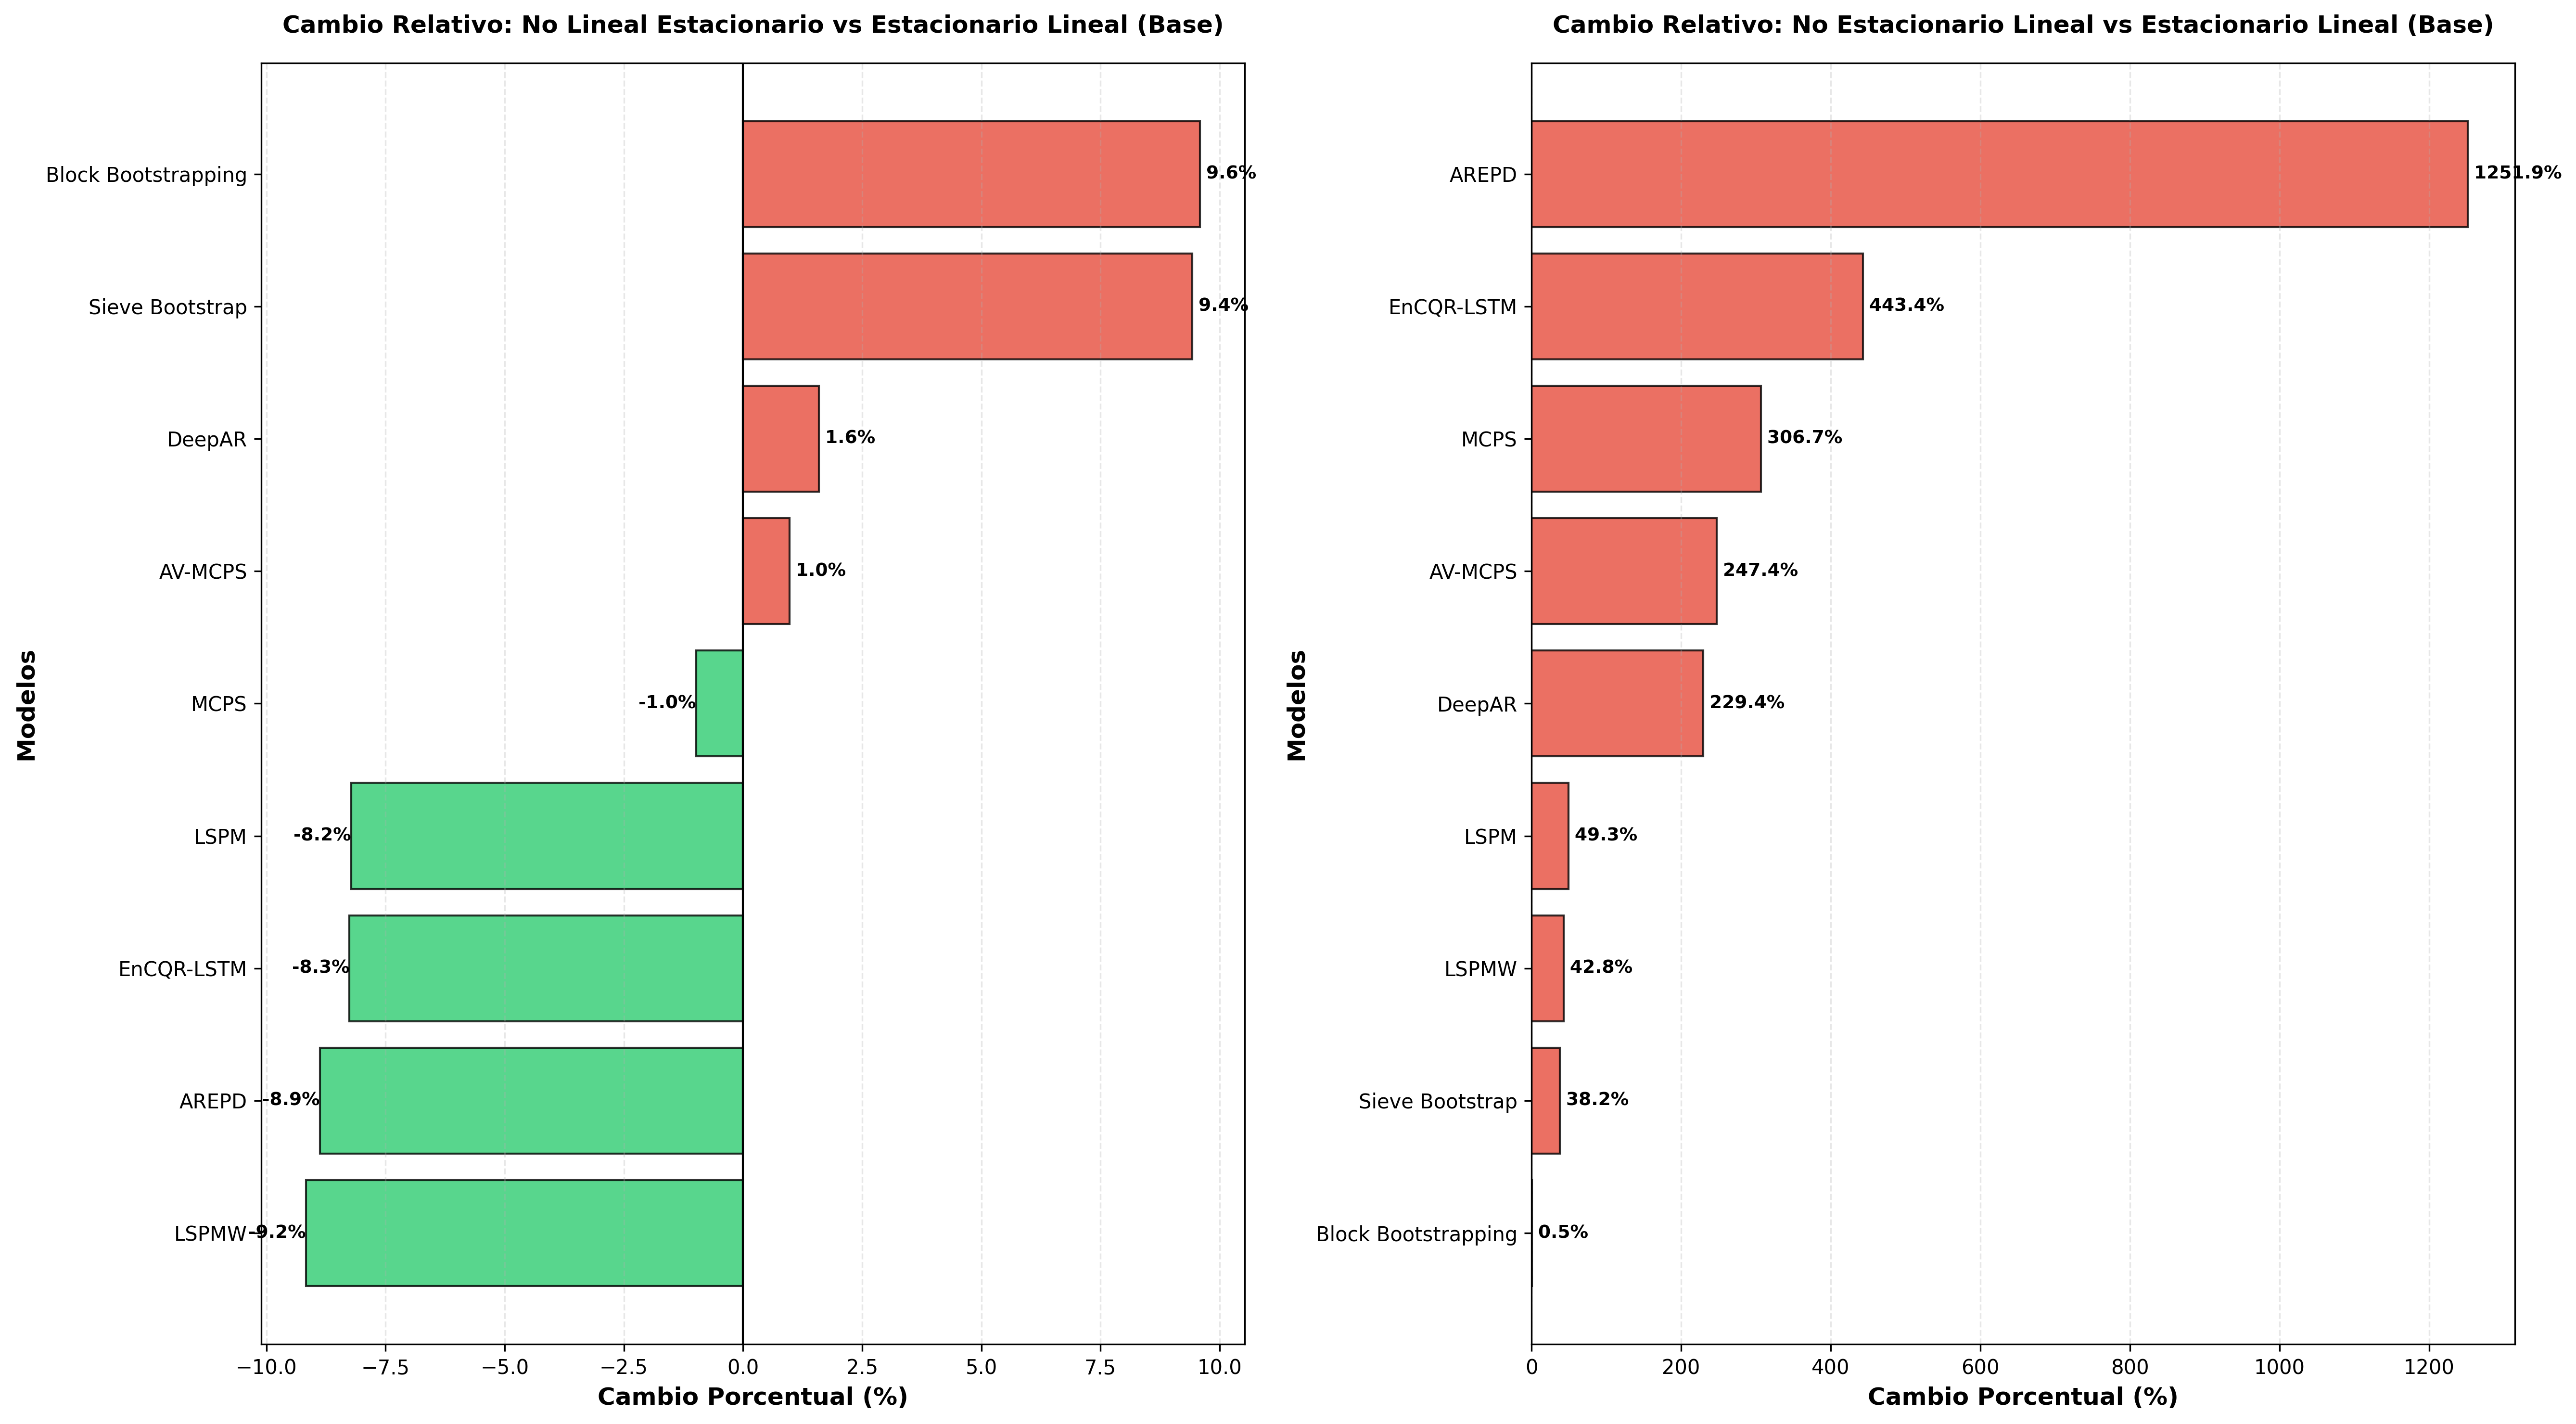 Cambio Relativo: No Lineal Estacionario vs Estacionario Lineal (Base)
Block Bootstrapping
9.6%
Sieve Bootstrap
9.4%
DeepAR
1.6%
AV-MCPS
1.0%
MCPS
-1.0%
LSPM
-8.2%
EnCQR-LSTM
-8.3%
AREPD
-8.9%
LSPMW
-9.2%
Modelos
−10.0 −7.5 −5.0 −2.5 0.0 2.5 5.0 7.5 10.0
Cambio Porcentual (%)
Cambio Relativo: No Estacionario Lineal vs Estacionario Lineal (Base)
AREPD
1251.9%
EnCQR-LSTM
443.4%
MCPS
306.7%
AV-MCPS
247.4%
DeepAR
229.4%
LSPM
49.3%
LSPMW
42.8%
Sieve Bootstrap
38.2%
Block Bootstrapping
0.5%
Modelos
0 200 400 600 800 1000 1200
Cambio Porcentual (%)